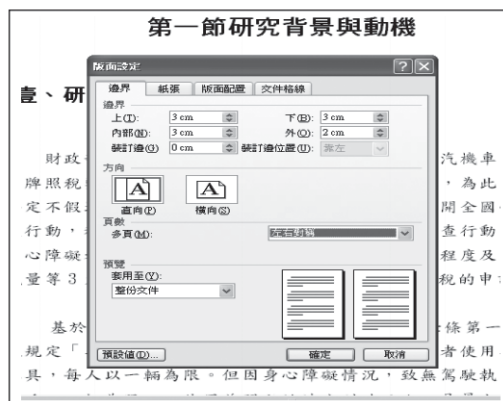 第一節研究背景與動機
版面設定
壹、研
邊界 紙張 版面配置 文件格線
邊界
上(T): 3 cm 下(B): 3 cm
內部(N): 3 cm 外(O): 2 cm
裝訂邊(G) 0 cm 裝訂邊位置(U): 靠左
財政 汽機車
方向
牌照稅 ,為此
直向(P) 橫向(S)
定不假 開全國
頁數
行動, 查行動
多頁(M): 左右對稱
心障礙 程度及
預覽
套用至(Y):
量等3 稅的申
整份文件
基於 條第一
預設值(D)... 確定 取消
規定「 者使用
具,每人以一輛為限。但因身心障礙情況,致無駕駛執